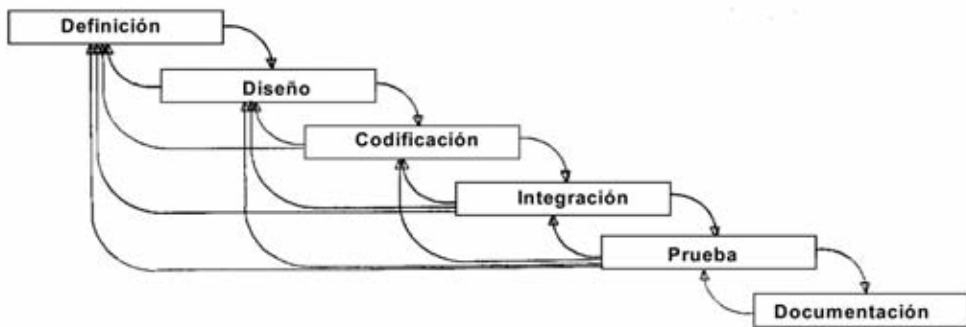 Definición
Diseño
Codificación
Integración
Prueba
Documentación